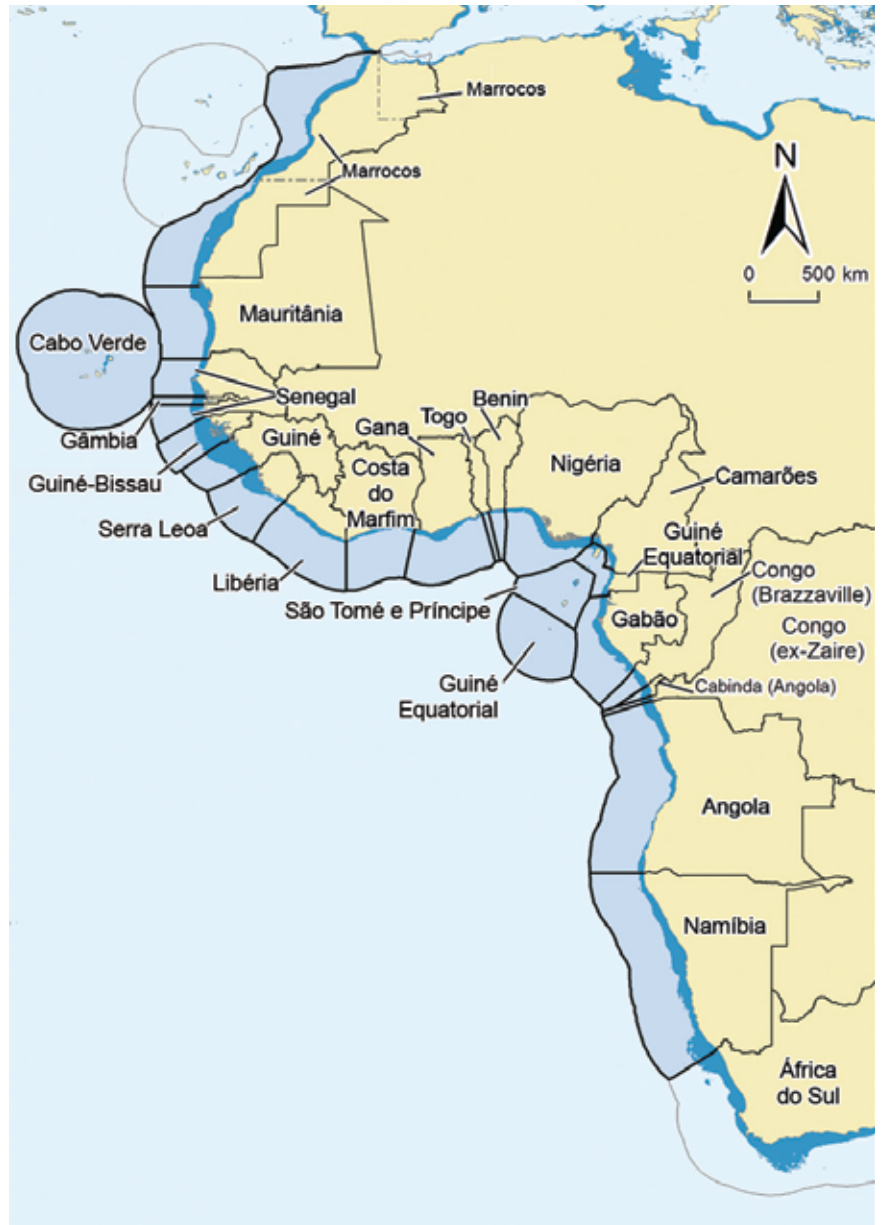 Marrocos
Marrocos
N
0 500 km
Mauritânia
Cabo Verde
Senegal
Gâmbia
Guiné
Guiné-Bissau
Serra Leoa
Libéria
Costa
do
Marfim
Gana
Togo
Benin
Nigéria
Camarões
Guiné
Equatorial
São Tomé e Príncipe
Gabão
Congo
(Brazzaville)
Congo
(ex-Zaire)
Guiné
Equatorial
Cabinda (Angola)
Angola
Namíbia
África
do Sul